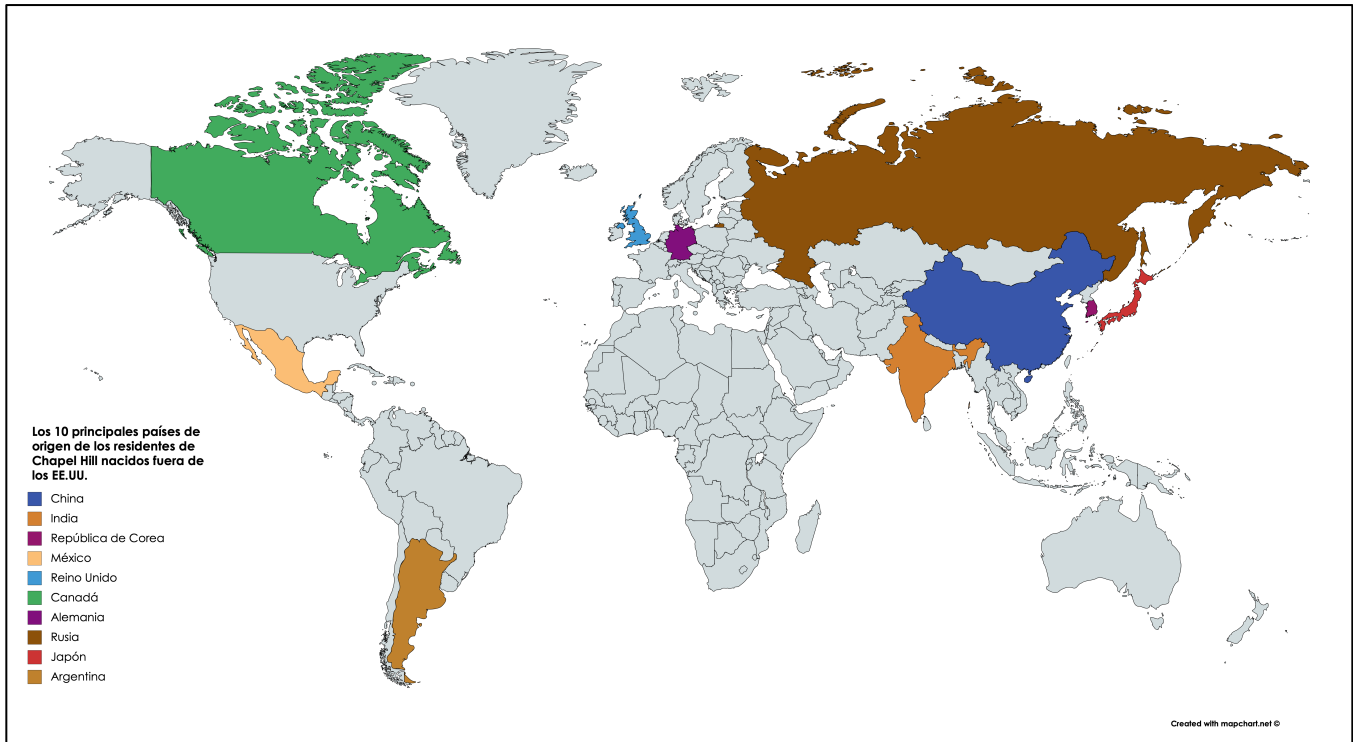 Los 10 principales países de
origen de los residentes de
Chapel Hill nacidos fuera de
los EE.UU.
China
India
República de Corea
México
Reino Unido
Canadá
Alemania
Rusia
Japón
Argentina
Created with mapchart.net ©